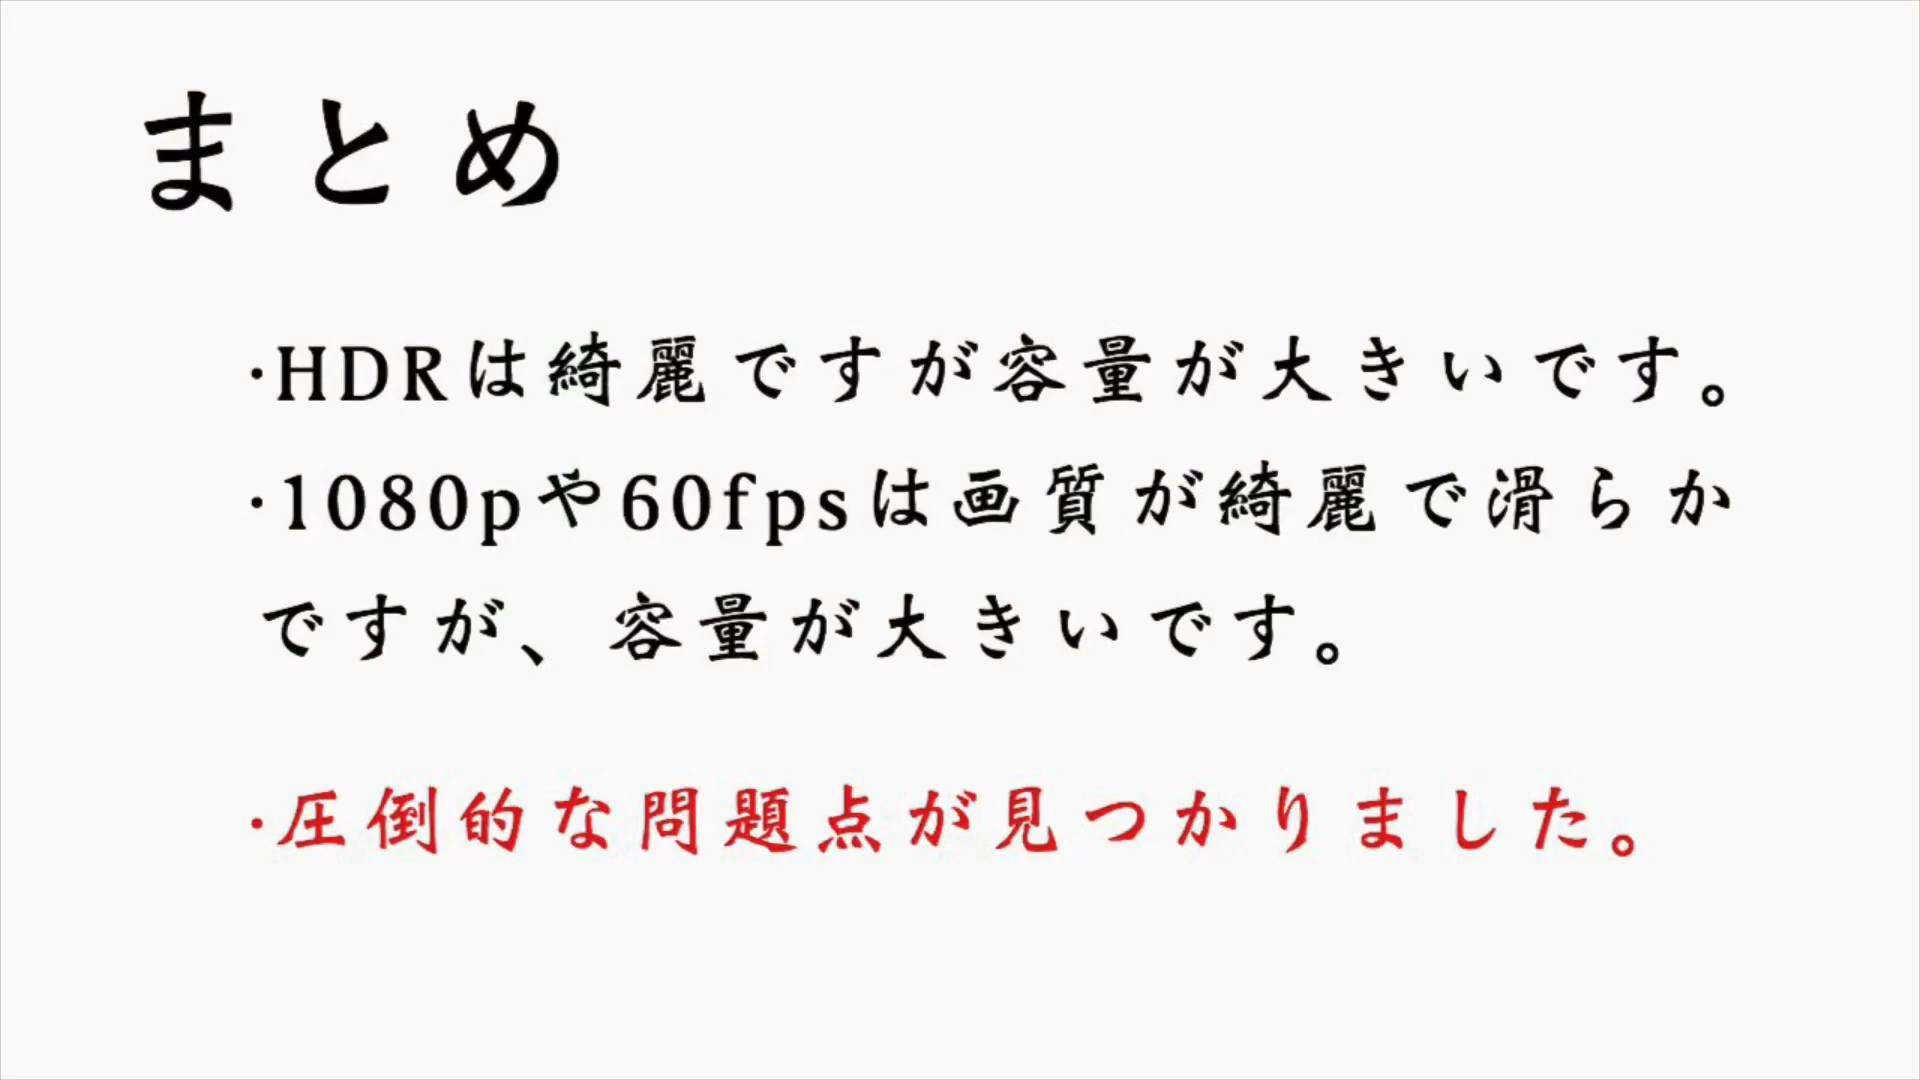 まとめ
·HDRは綺麗ですが容量が大きいです。
·1080pや60fpsは画質が綺麗で滑らか
ですが、容量が大きいです。
·圧倒的な問題点が見つかりました。